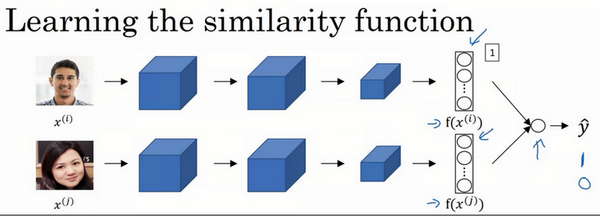 Learning the similarity function
1
x⁽ⁱ⁾
f(x⁽ⁱ⁾)
ŷ
1
0
x⁽ʲ⁾
f(x⁽ʲ⁾)